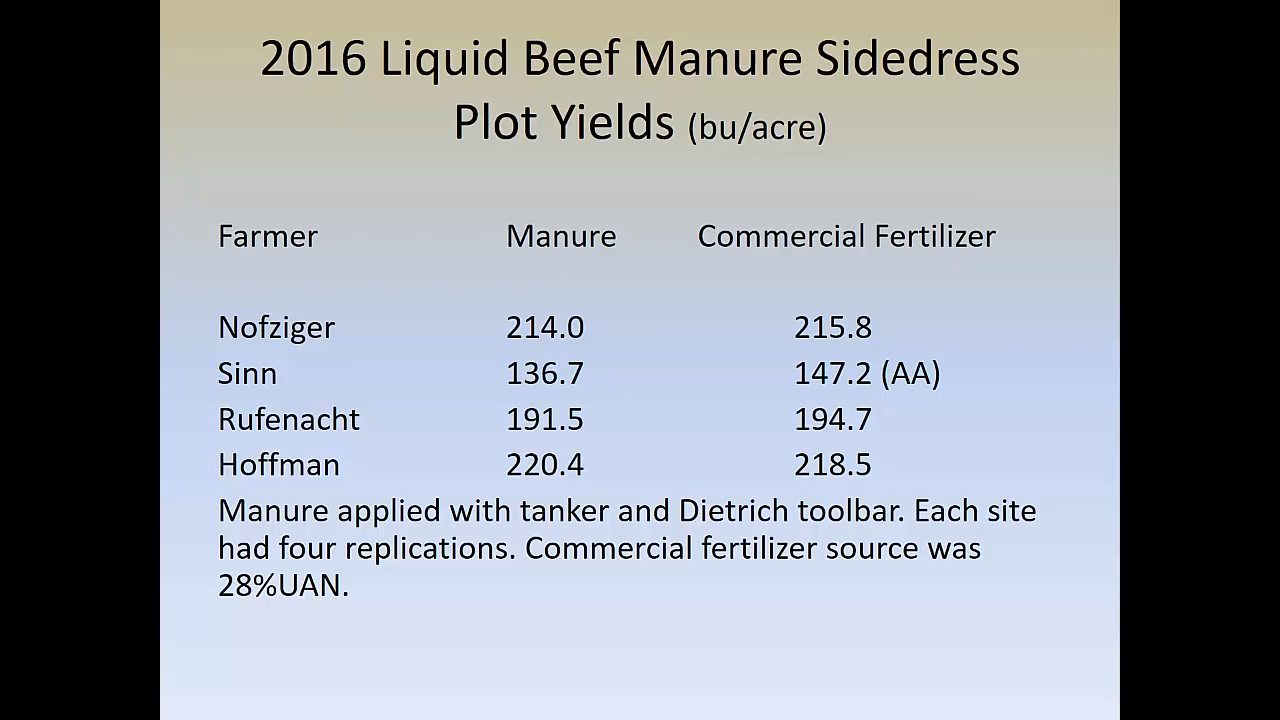 2016 Liquid Beef Manure Sidedress
Plot Yields (bu/acre)
Farmer Manure Commercial Fertilizer
Nofziger 214.0 215.8
Sinn 136.7 147.2 (AA)
Rufenacht 191.5 194.7
Hoffman 220.4 218.5
Manure applied with tanker and Dietrich toolbar. Each site
had four replications. Commercial fertilizer source was
28%UAN.